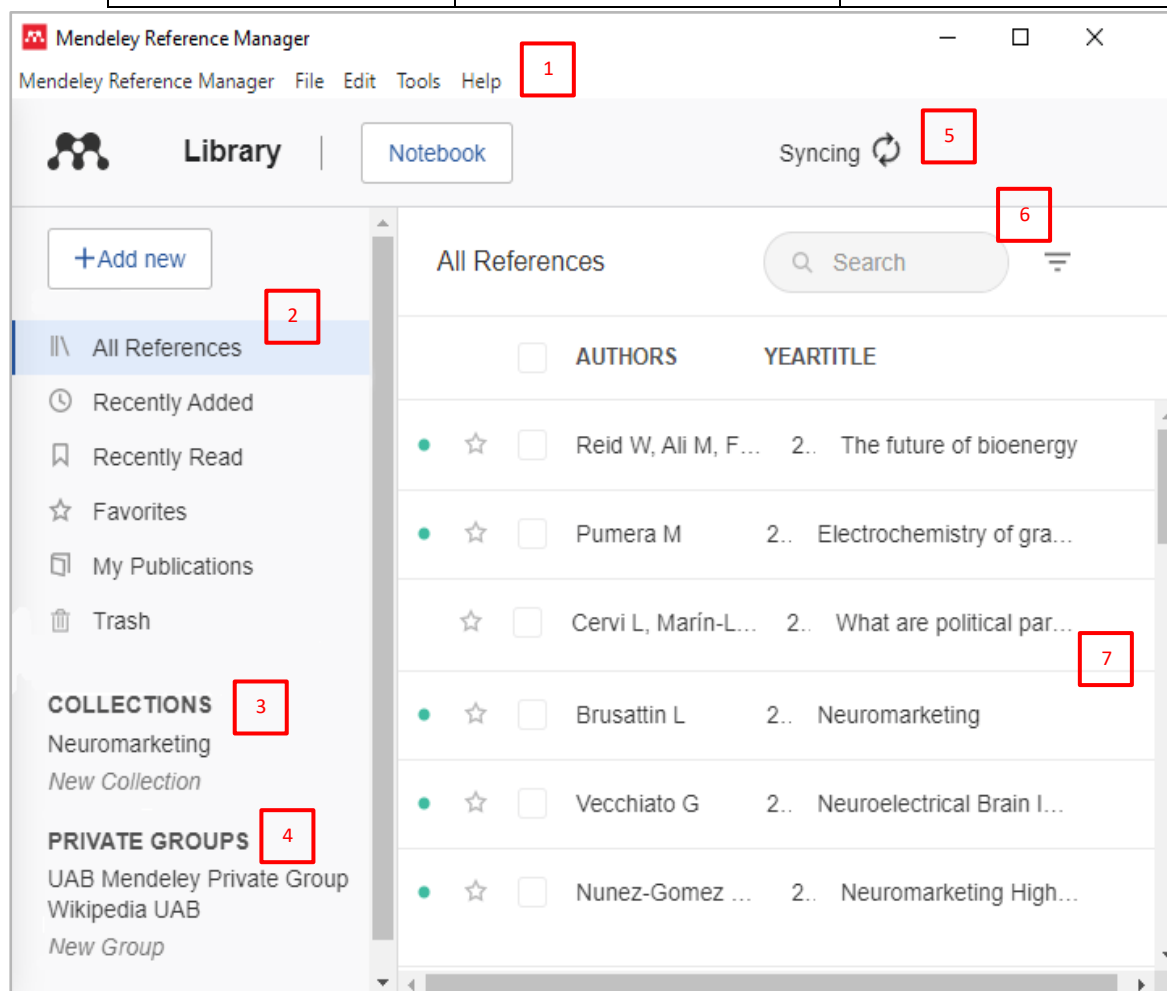 Mendeley Reference Manager
Mendeley Reference Manager File Edit Tools Help
1
Library
Notebook
Syncing
5
+Add new
All References
Search
6
2
All References
Recently Added
Recently Read
Favorites
My Publications
Trash
COLLECTIONS
3
Neuromarketing
New Collection
PRIVATE GROUPS
4
UAB Mendeley Private Group
Wikipedia UAB
New Group
AUTHORS YEARTITLE
Reid W, Ali M, F... 2.. The future of bioenergy
Pumera M 2.. Electrochemistry of gra...
Cervi L, Marín-L... 2.. What are political par...
7
Brusattin L 2.. Neuromarketing
Vecchiato G 2.. Neuroelectrical Brain I...
Nunez-Gomez ... 2.. Neuromarketing High...